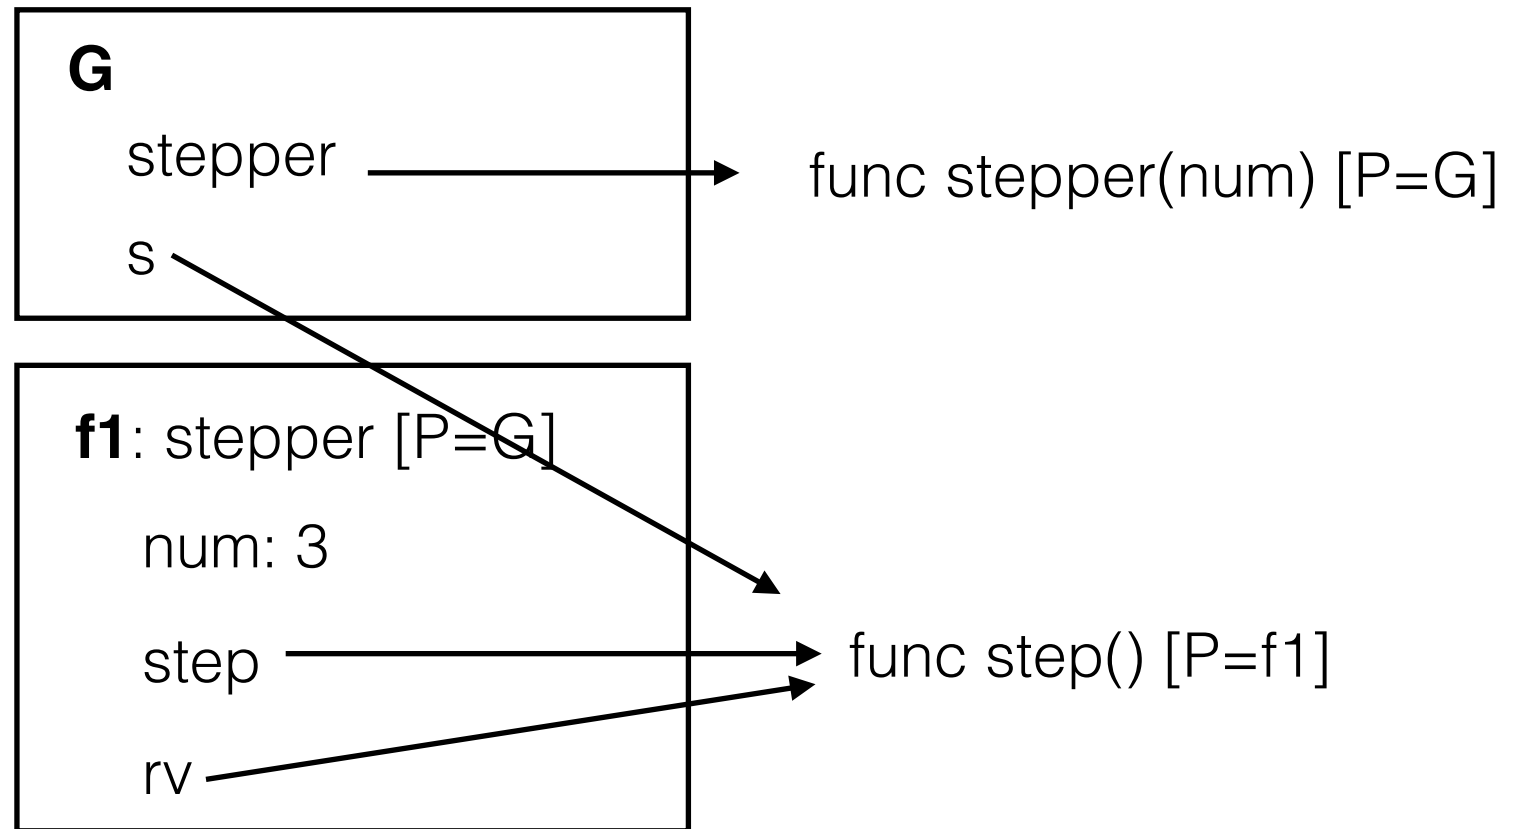 G
stepper
func stepper(num) [P=G]
s
f1: stepper [P=G]
num: 3
step
func step() [P=f1]
rv